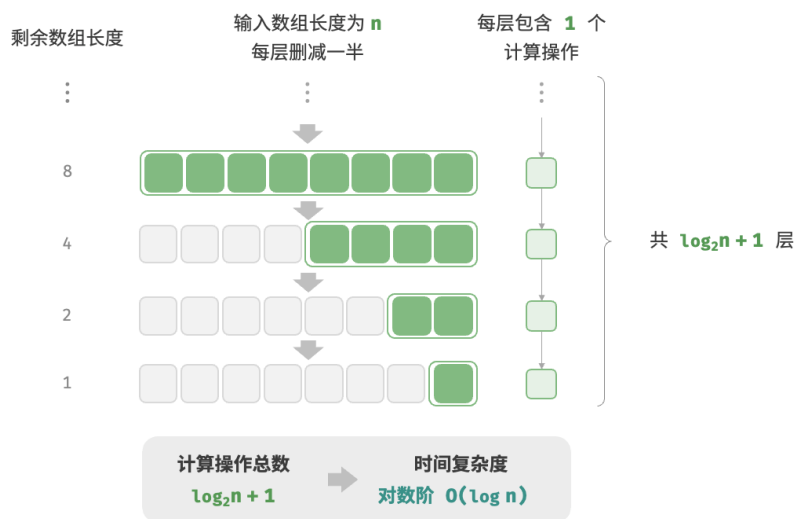 剩余数组长度
输入数组长度为 n
每层删减一半
每层包含 1 个
计算操作
8
4
2
1
共 log₂n + 1 层
计算操作总数
log₂n + 1
时间复杂度
对数阶 O(log n)